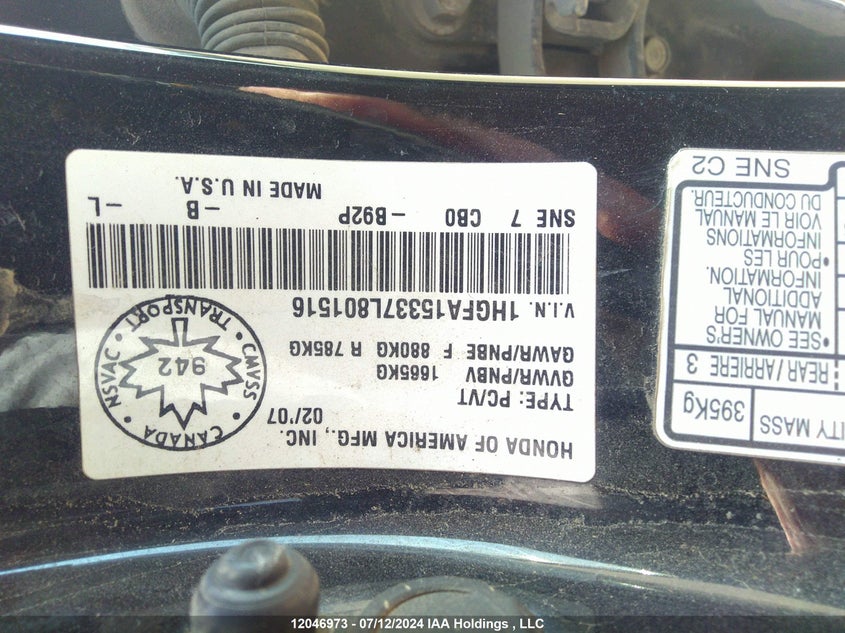 HONDA OF AMERICA MFG., INC.
02/'07
TYPE: PC/VT
GVWR/PNBV 1665KG
GAWR/PNBE F 880KG R 785KG
V.I.N. 1HGFA15337L801516
SNE 7 CB0 -B92P -B -L
MADE IN U.S.A.
NSVAC • TRANSPORT • CMVSS • CANADA •
942
ITY MASS 395Kg
REAR / ARRIERE 3
•SEE OWNER'S
MANUAL FOR
ADDITIONAL
INFORMATION.
•POUR LES
INFORMATIONS
VOIR LE MANUAL
DU CONDUCTEUR.
SNE C2
12046973 - 07/12/2024 IAA Holdings , LLC